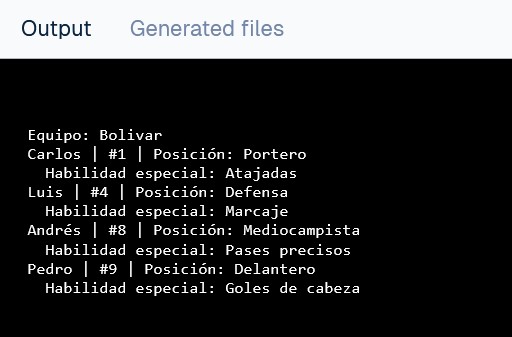 Output Generated files
Equipo: Bolivar
Carlos | #1 | Posición: Portero
Habilidad especial: Atajadas
Luis | #4 | Posición: Defensa
Habilidad especial: Marcaje
Andrés | #8 | Posición: Mediocampista
Habilidad especial: Pases precisos
Pedro | #9 | Posición: Delantero
Habilidad especial: Goles de cabeza